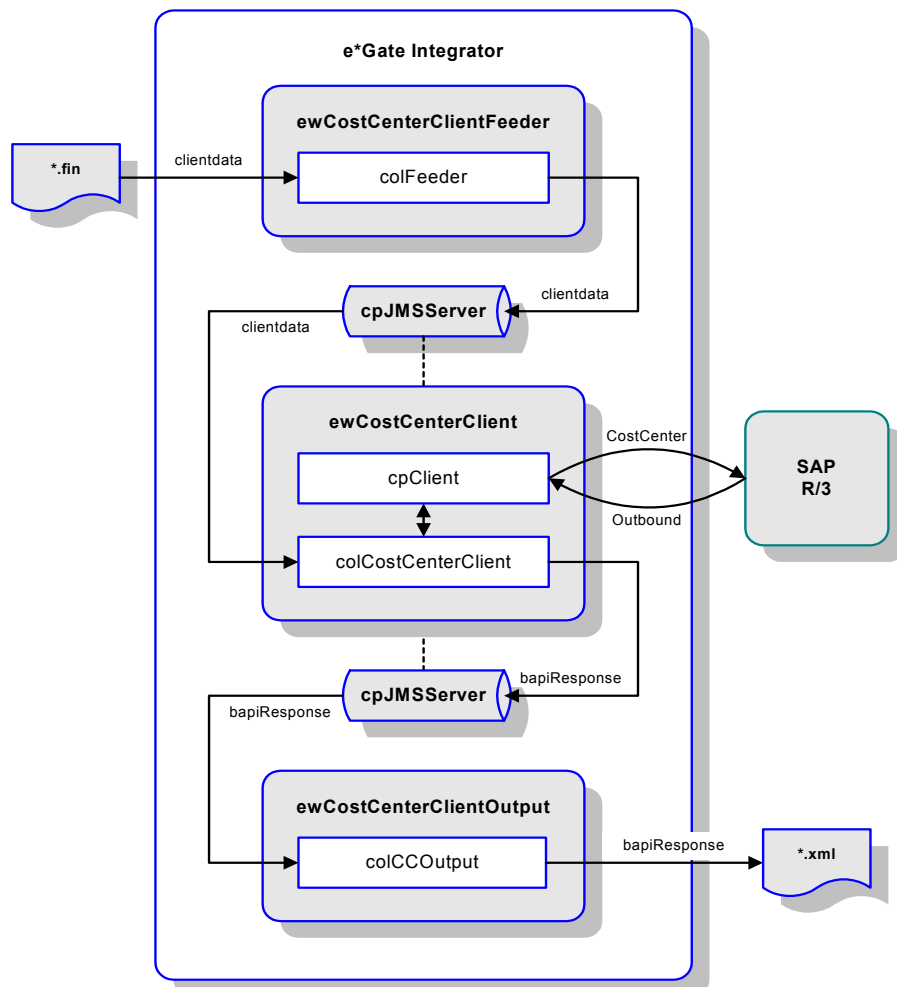 e*Gate Integrator
ewCostCenterClientFeeder
*.fin
clientdata
colFeeder
clientdata
cpJMSServer
clientdata
ewCostCenterClient
CostCenter
cpClient
SAP
R/3
Outbound
colCostCenterClient
bapiResponse
cpJMSServer
bapiResponse
ewCostCenterClientOutput
bapiResponse
colCCOutput
*.xml